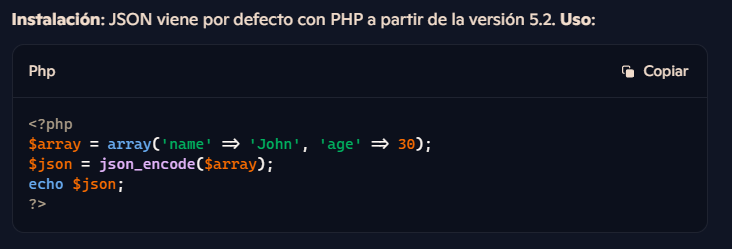 Instalación: JSON viene por defecto con PHP a partir de la versión 5.2. Uso:
Php
Copiar
<?php
$array = array('name' => 'John', 'age' => 30);
$json = json_encode($array);
echo $json;
?>